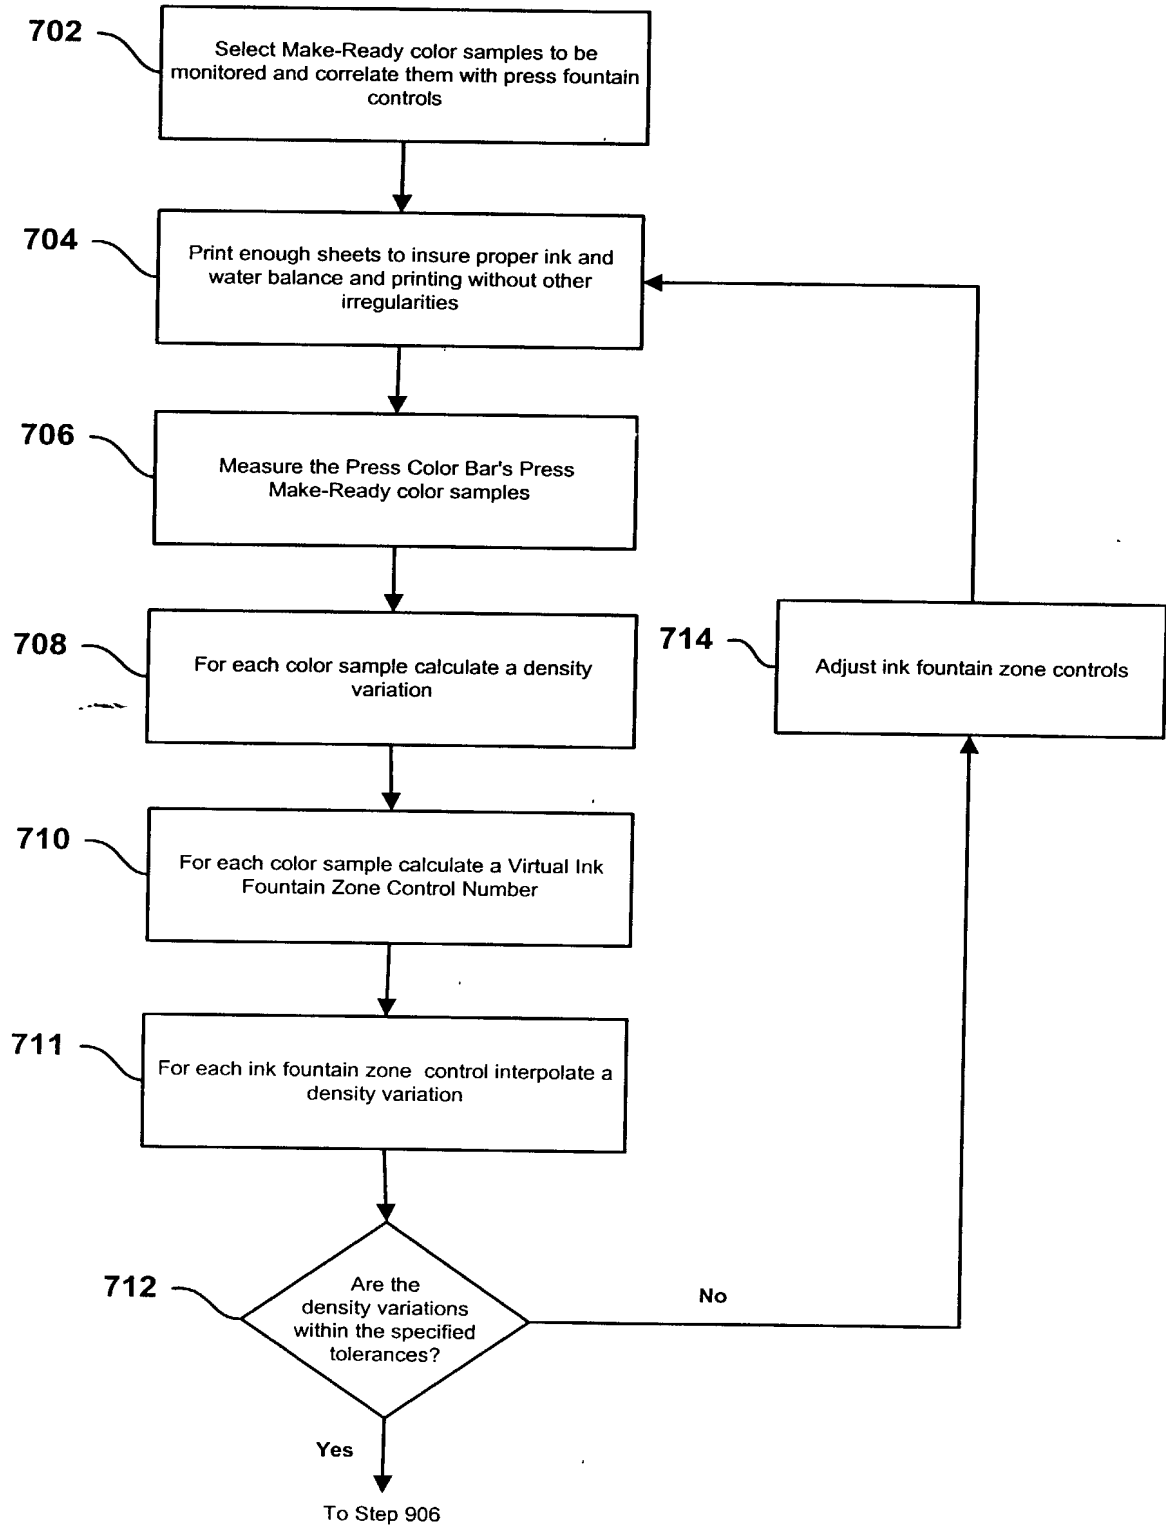 702
Select Make-Ready color samples to be
monitored and correlate them with press fountain
controls
704
Print enough sheets to insure proper ink and
water balance and printing without other
irregularities
706
Measure the Press Color Bar's Press
Make-Ready color samples
708
For each color sample calculate a density
variation
714
Adjust ink fountain zone controls
710
For each color sample calculate a Virtual Ink
Fountain Zone Control Number
711
For each ink fountain zone control interpolate a
density variation
712
Are the
density variations
within the specified
tolerances?
No
Yes
To Step 906